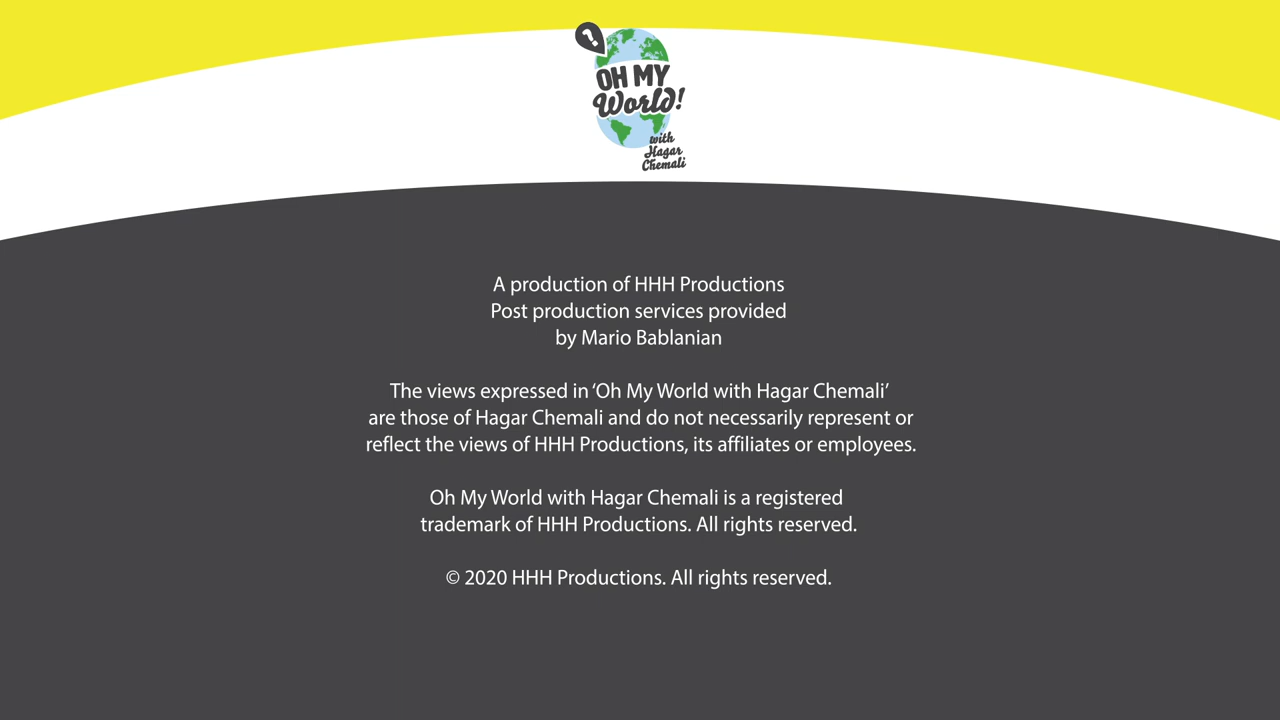 OH MY
World!
with
Hagar
Chemali
A production of HHH Productions
Post production services provided
by Mario Bablanian
The views expressed in ‘Oh My World with Hagar Chemali’
are those of Hagar Chemali and do not necessarily represent or
reflect the views of HHH Productions, its affiliates or employees.
Oh My World with Hagar Chemali is a registered
trademark of HHH Productions. All rights reserved.
© 2020 HHH Productions. All rights reserved.